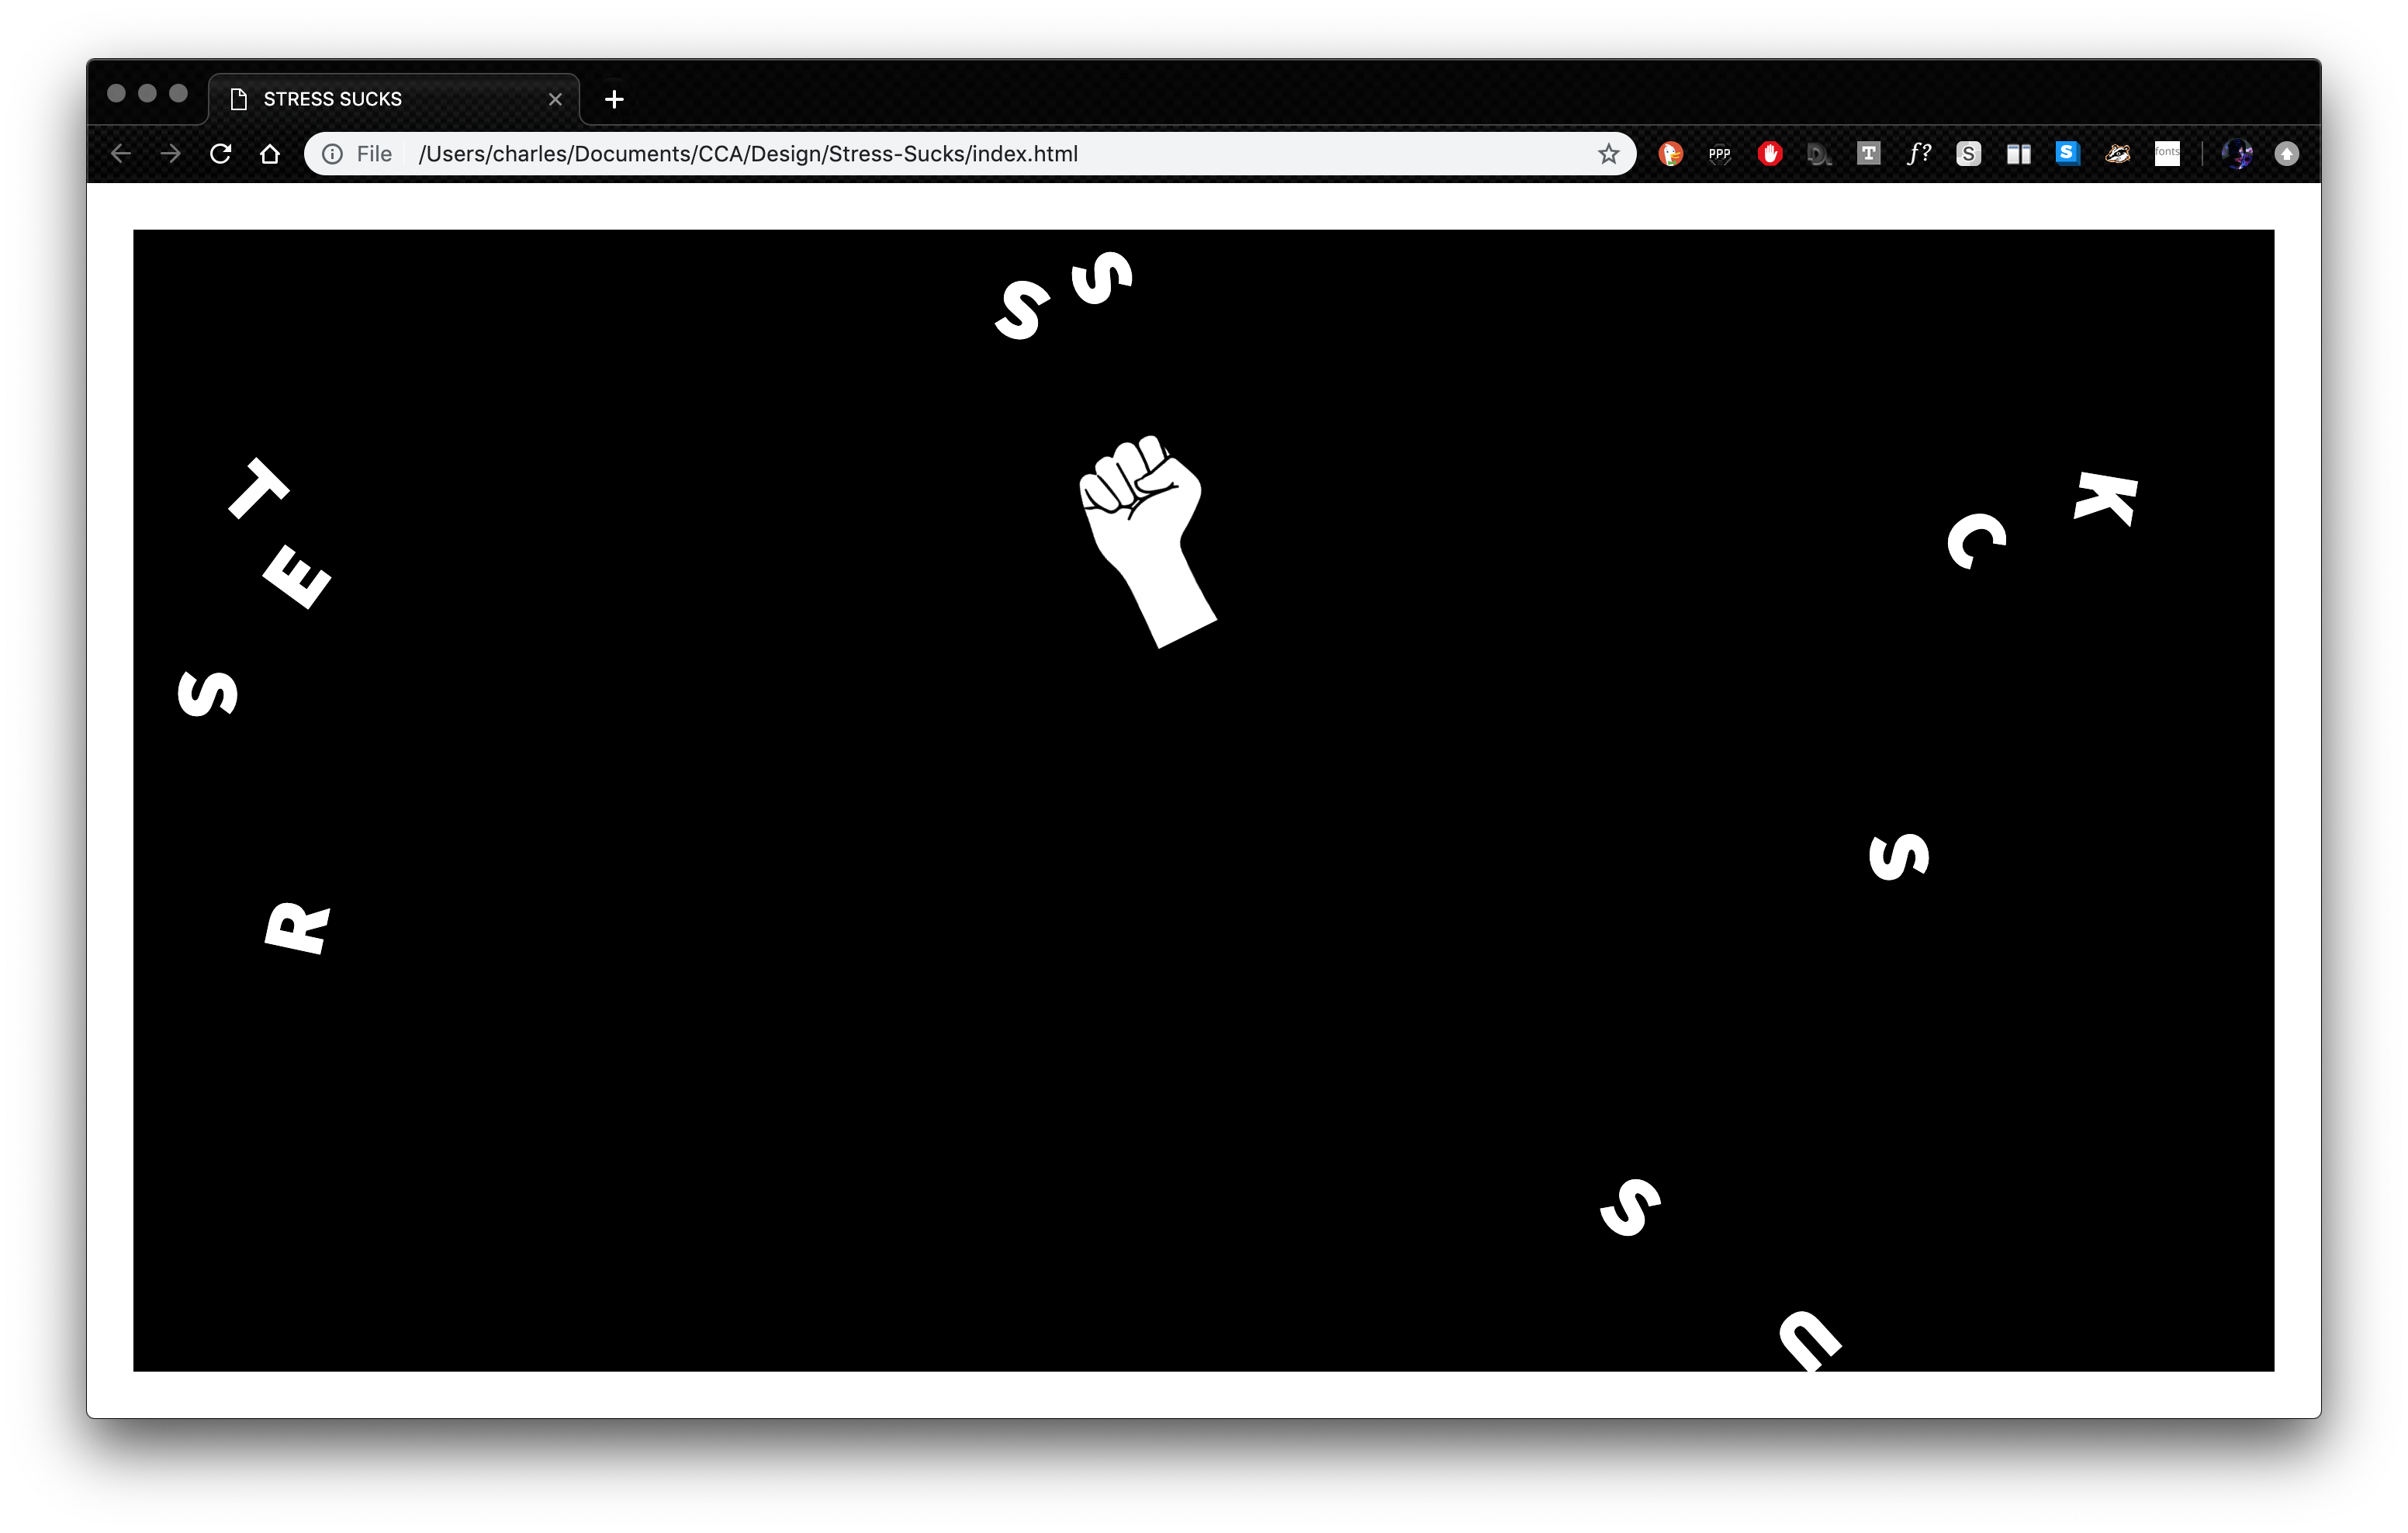 STRESS SUCKS
File /Users/charles/Documents/CCA/Design/Stress-Sucks/index.html
PPP D. T f? S S fonts
S S
T
K
C
E
S
S
R
S
U